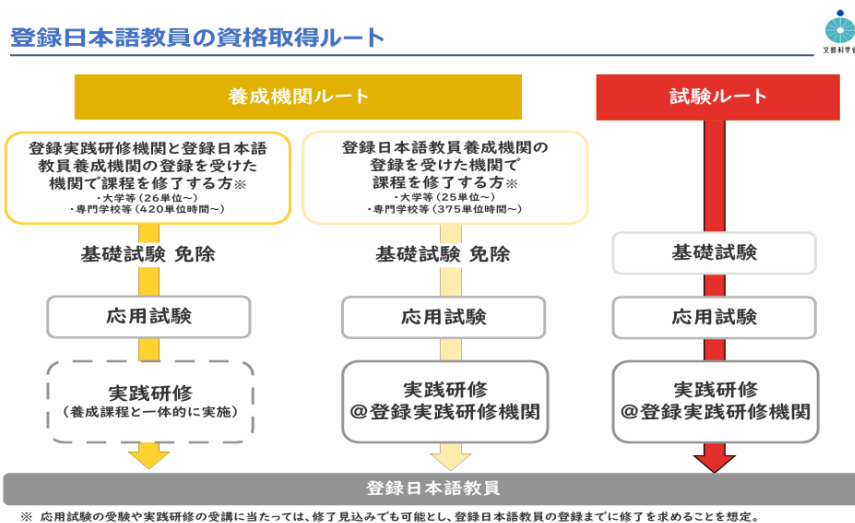 登録日本語教員の資格取得ルート
文部科学省
養成機関ルート
試験ルート
登録実践研修機関と登録日本語
教員養成機関の登録を受けた
機関で課程を修了する方※
・大学等(26単位~)
・専門学校等(420単位時間~)
登録日本語教員養成機関の
登録を受けた機関で
課程を修了する方※
・大学等(25単位~)
・専門学校等(375単位時間~)
基礎試験 免除
基礎試験 免除
基礎試験
応用試験
応用試験
応用試験
実践研修
(養成課程と一体的に実施)
実践研修
@登録実践研修機関
実践研修
@登録実践研修機関
登録日本語教員
※ 応用試験の受験や実践研修の受講に当たっては、修了見込みでも可能とし、登録日本語教員の登録までに修了を求めることを想定。